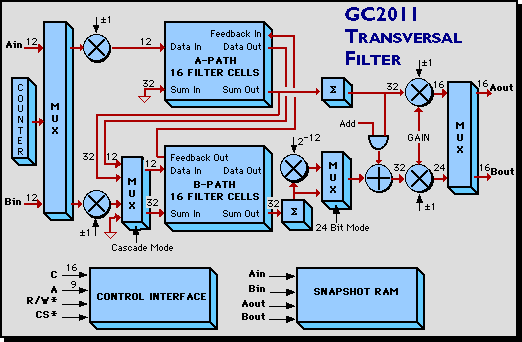 GC2011
TRANSVERSAL
FILTER
±1
Feedback In
Ain
12
12
Data In
Data Out
A-PATH
16 FILTER CELLS
Sum In
Sum Out
32
32
Σ
32
±1
16
16
Aout
COUNTER
MUX
MUX
Add
GAIN
2-12
32
12
12
Feedback Out
Data In
Data Out
B-PATH
16 FILTER CELLS
Sum In
Sum Out
MUX
MUX
32
32
Σ
32
24
16
Bout
Bin
12
±1
±1
24 Bit Mode
Cascade Mode
C
16
A
9
R/W*
CS*
CONTROL INTERFACE
Ain
Bin
Aout
Bout
SNAPSHOT RAM